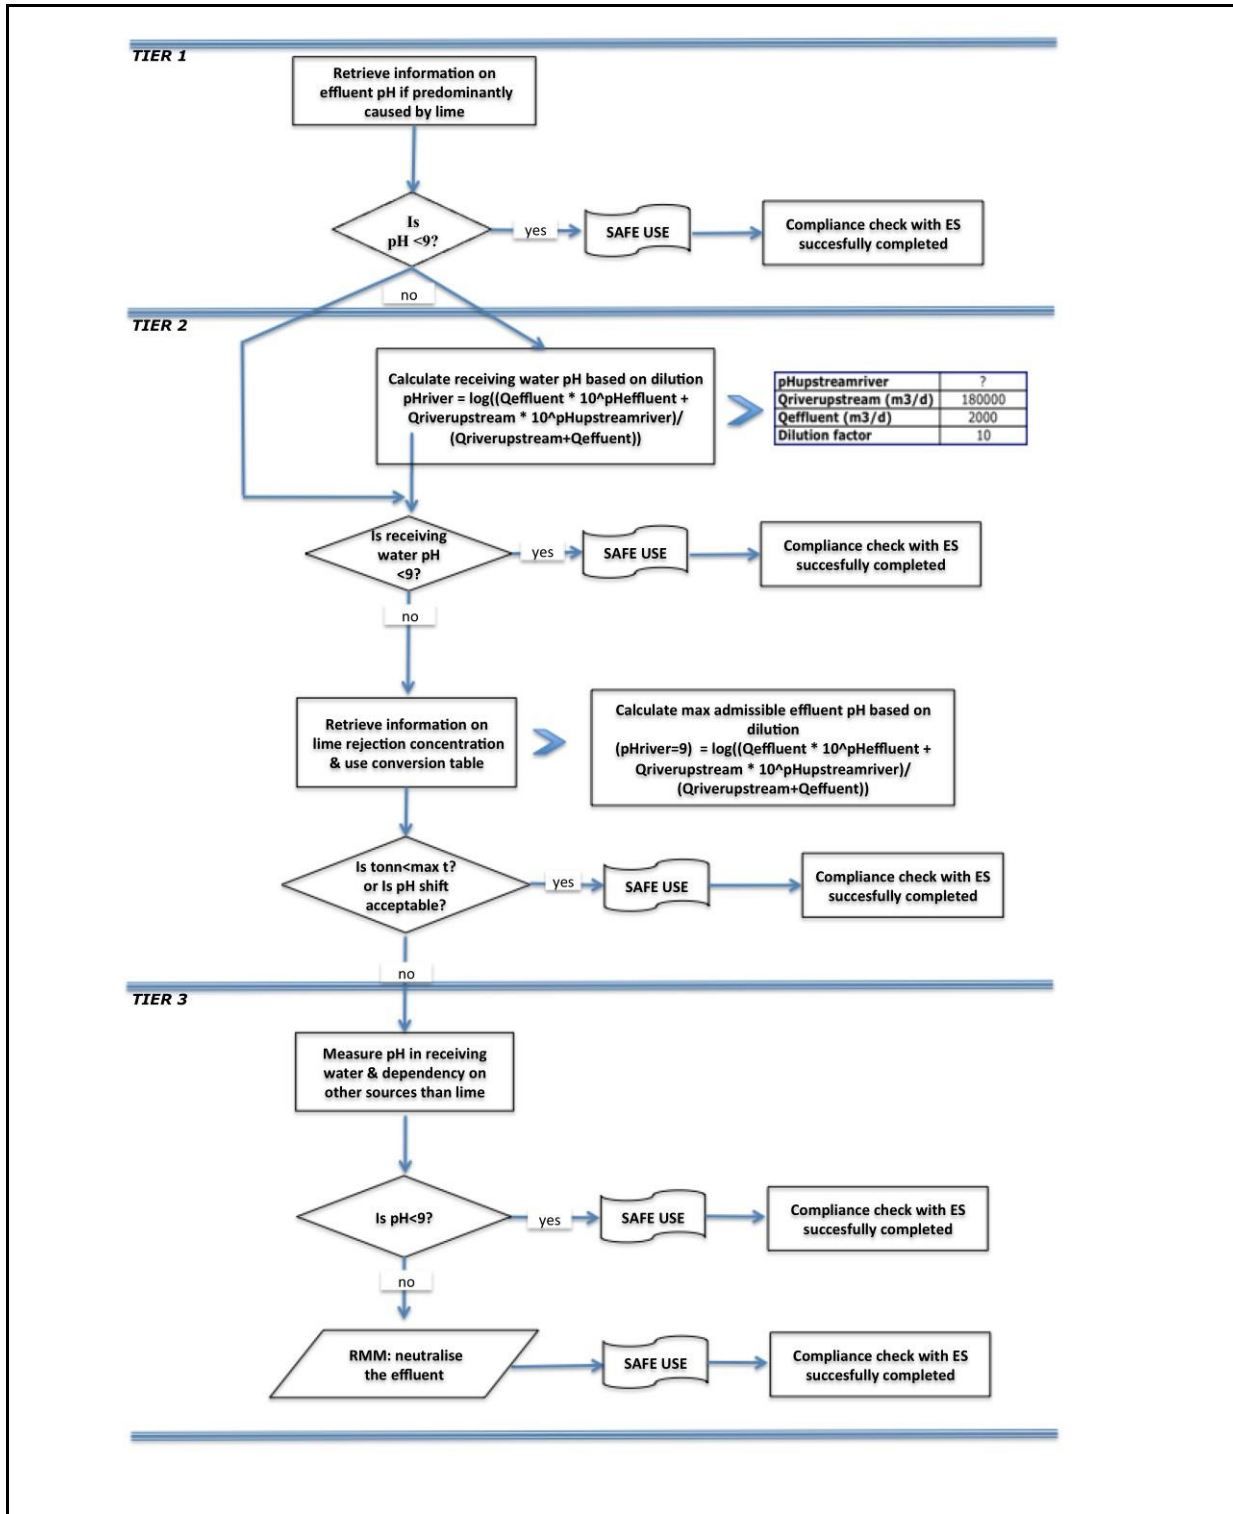 TIER 1
Retrieve information on
effluent pH if predominantly
caused by lime
Is
pH <9?
yes
SAFE USE
Compliance check with ES
succesfully completed
no
TIER 2
Calculate receiving water pH based on dilution
pHriver = log((Qeffluent * 10^pHeffluent +
Qriverupstream * 10^pHupstreamriver)/
(Qriverupstream+Qeffuent))
pHupstreamriver ?
Qriverupstream (m3/d) 180000
Qeffluent (m3/d) 2000
Dilution factor 10
Is receiving
water pH
<9?
yes
SAFE USE
Compliance check with ES
succesfully completed
no
Retrieve information on
lime rejection concentration
& use conversion table
Calculate max admissible effluent pH based on
dilution
(pHriver=9) = log((Qeffluent * 10^pHeffluent +
Qriverupstream * 10^pHupstreamriver)/
(Qriverupstream+Qeffuent))
Is tonn<max t?
or Is pH shift
acceptable?
yes
SAFE USE
Compliance check with ES
succesfully completed
no
TIER 3
Measure pH in receiving
water & dependency on
other sources than lime
Is pH<9?
yes
SAFE USE
Compliance check with ES
succesfully completed
no
RMM: neutralise
the effluent
SAFE USE
Compliance check with ES
succesfully completed